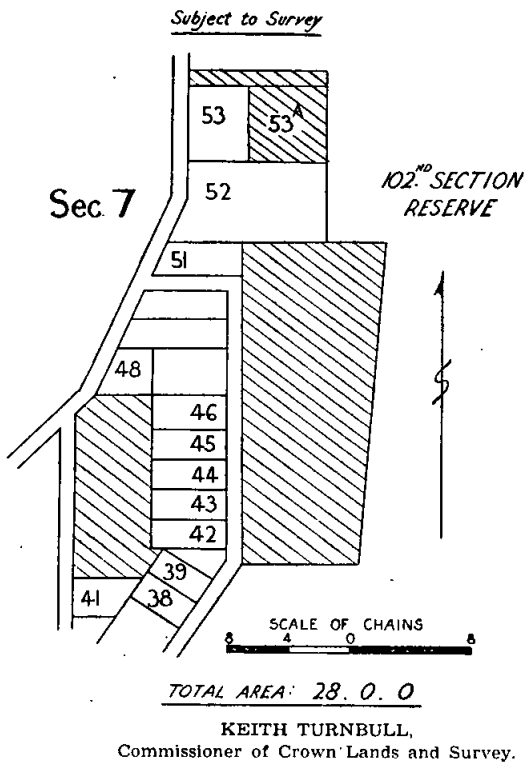 Subject to Survey
53
53A
102ND SECTION
RESERVE
Sec. 7
52
51
48
46
45
44
43
42
39
41
38
SCALE OF CHAINS
8 4 0 8
TOTAL AREA: 28.0.0
KEITH TURNBULL,
Commissioner of Crown Lands and Survey.